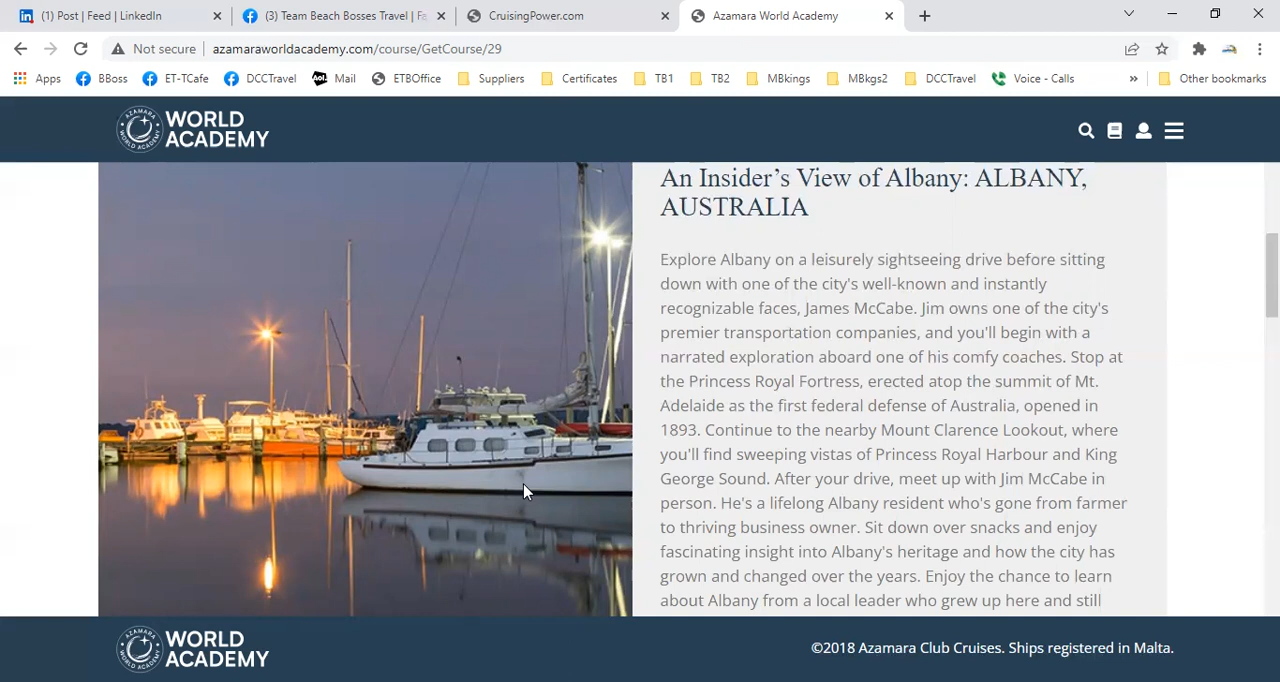 (1) Post | Feed | LinkedIn
(3) Team Beach Bosses Travel | Fa
CruisingPower.com
Azamara World Academy
Not secure
azamaraworldacademy.com/course/GetCourse/29
Apps
BBoss
ET-TCafe
DCCTravel
Aol.
Mail
ETBOffice
Suppliers
Certificates
TB1
TB2
MBkings
MBkgs2
DCCTravel
Voice - Calls
»
Other bookmarks
AZAMARA WORLD ACADEMY
WORLD
ACADEMY
An Insider’s View of Albany: ALBANY,
AUSTRALIA
Explore Albany on a leisurely sightseeing drive before sitting
down with one of the city's well-known and instantly
recognizable faces, James McCabe. Jim owns one of the city's
premier transportation companies, and you'll begin with a
narrated exploration aboard one of his comfy coaches. Stop at
the Princess Royal Fortress, erected atop the summit of Mt.
Adelaide as the first federal defense of Australia, opened in
1893. Continue to the nearby Mount Clarence Lookout, where
you'll find sweeping vistas of Princess Royal Harbour and King
George Sound. After your drive, meet up with Jim McCabe in
person. He's a lifelong Albany resident who's gone from farmer
to thriving business owner. Sit down over snacks and enjoy
fascinating insight into Albany's heritage and how the city has
grown and changed over the years. Enjoy the chance to learn
about Albany from a local leader who grew up here and still
AZAMARA WORLD ACADEMY
WORLD
ACADEMY
©2018 Azamara Club Cruises. Ships registered in Malta.